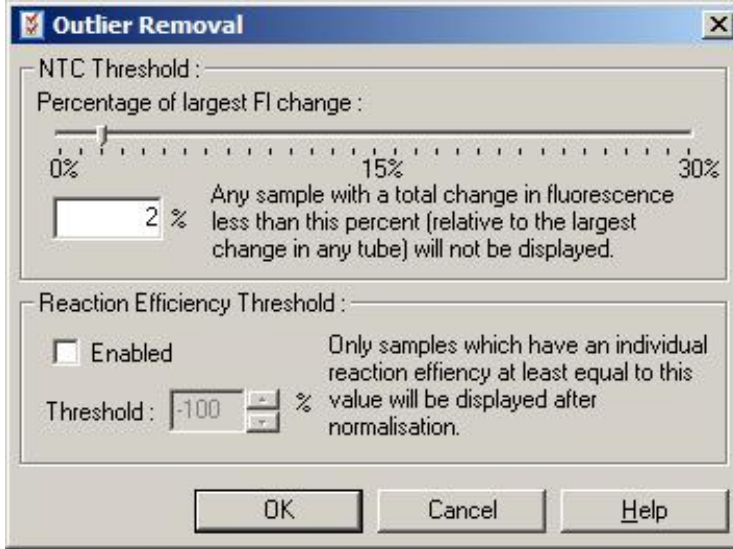 Outlier Removal
NTC Threshold :
Percentage of largest Fl change :
0% 15% 30%
2 %
Any sample with a total change in fluorescence
less than this percent (relative to the largest
change in any tube) will not be displayed.
Reaction Efficiency Threshold :
Enabled
Threshold : -100 %
Only samples which have an individual
reaction effiency at least equal to this
value will be displayed after
normalisation.
OK Cancel Help